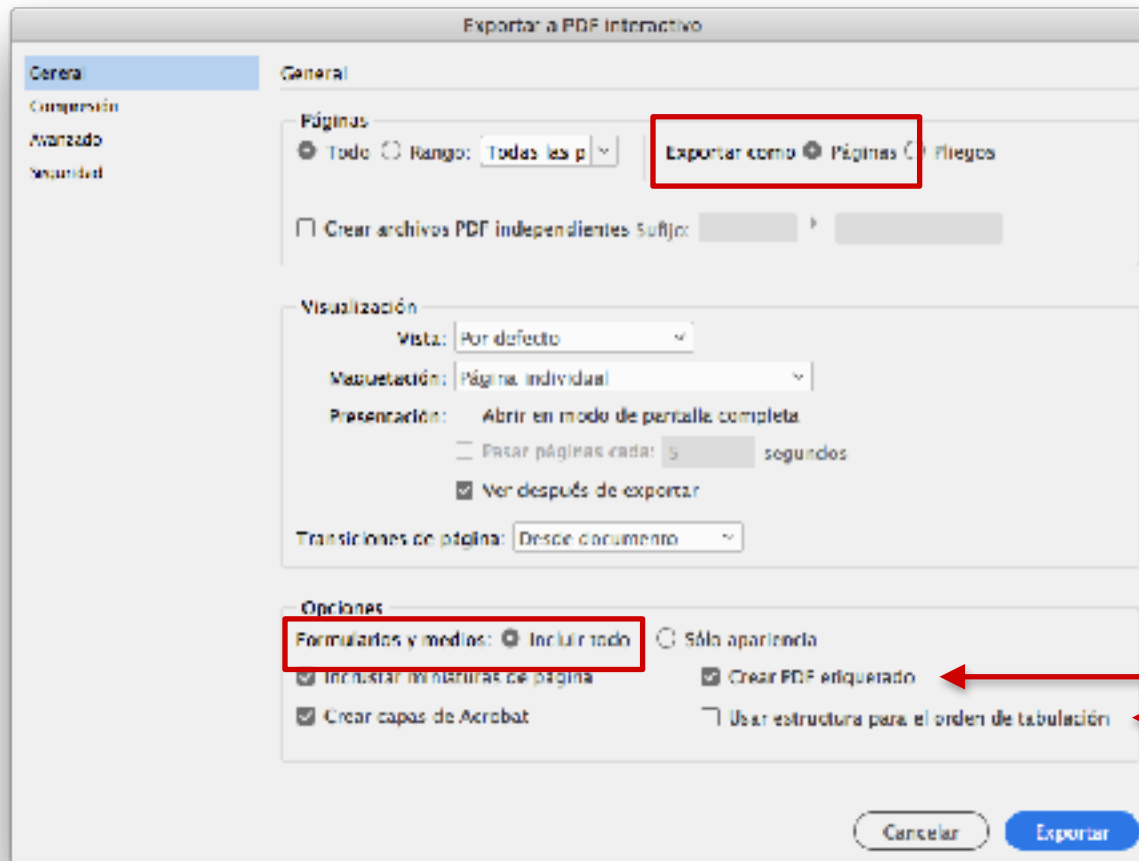 Exportar a PDF interactivo
General
Compresión
Avanzado
Seguridad
General
Páginas
Todo Rango: Todas las p Exportar como Páginas Pliegos
Crear archivos PDF independientes Sufijo:
Visualización
Vista: Por defecto
Maquetación: Página individual
Presentación: Abrir en modo de pantalla completa
Pasar páginas cada: 5 segundos
Ver después de exportar
Transiciones de página: Desde documento
Opciones
Formularios y medios: Incluir todo Sólo apariencia
Incrustar miniaturas de página Crear PDF etiquetado
Crear capas de Acrobat Usar estructura para el orden de tabulación
Cancelar Exportar